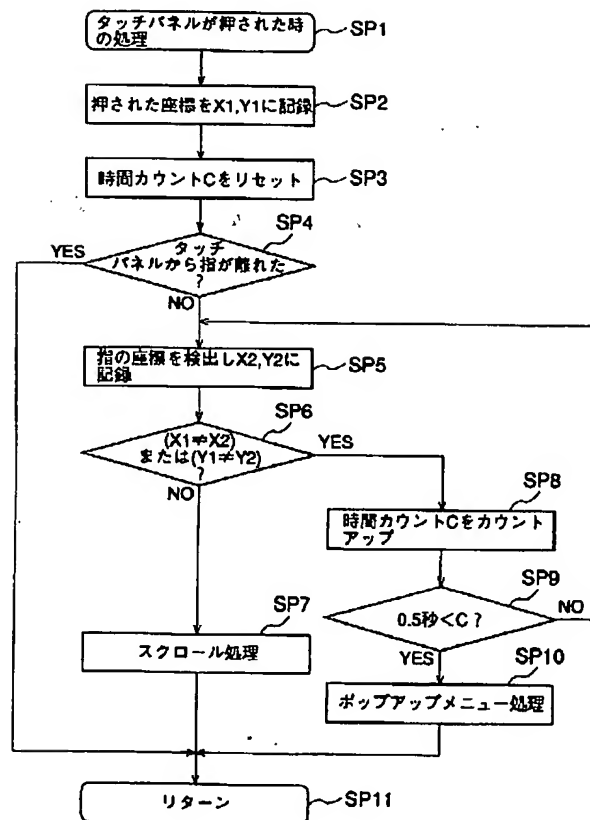 タッチパネルが押された時
の処理
SP1
押された座標をX1,Y1に記録
SP2
時間カウントCをリセット
SP3
SP4
YES
タッチ
パネルから指が離れた
?
NO
指の座標を検出しX2,Y2に
記録
SP5
SP6
(X1≠X2)
または(Y1≠Y2)
?
YES
NO
SP8
時間カウントCをカウント
アップ
SP9
0.5秒<C?
NO
YES
SP7
スクロール処理
SP10
ポップアップメニュー処理
リターン
SP11